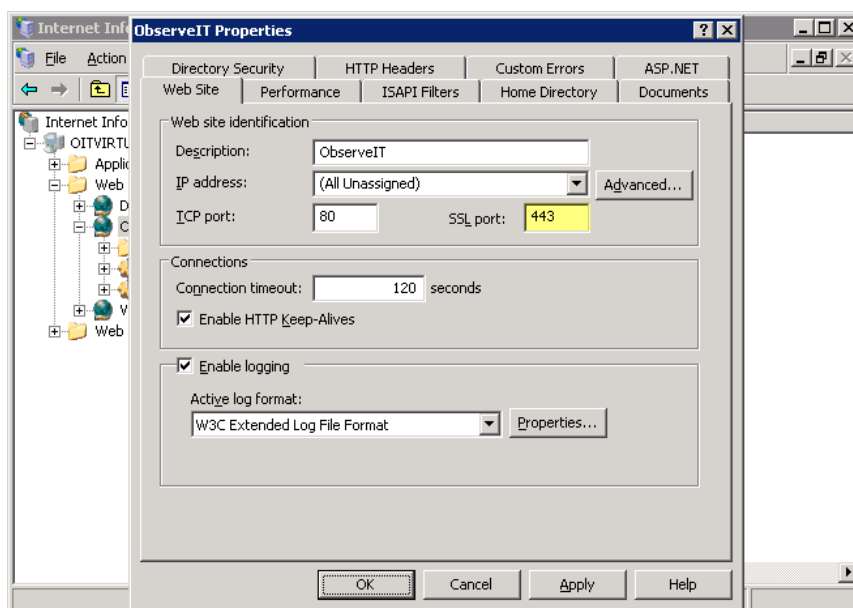 Internet Inf
ObserveIT Properties
File Action
Directory Security HTTP Headers Custom Errors ASP.NET
Web Site Performance ISAPI Filters Home Directory Documents
Internet Info
OITVIRTU
Applic
Web
D
C
V
Web
Web site identification
Description: ObserveIT
IP address: (All Unassigned) Advanced...
TCP port: 80 SSL port: 443
Connections
Connection timeout: 120 seconds
Enable HTTP Keep-Alives
Enable logging
Active log format:
W3C Extended Log File Format Properties...
OK Cancel Apply Help